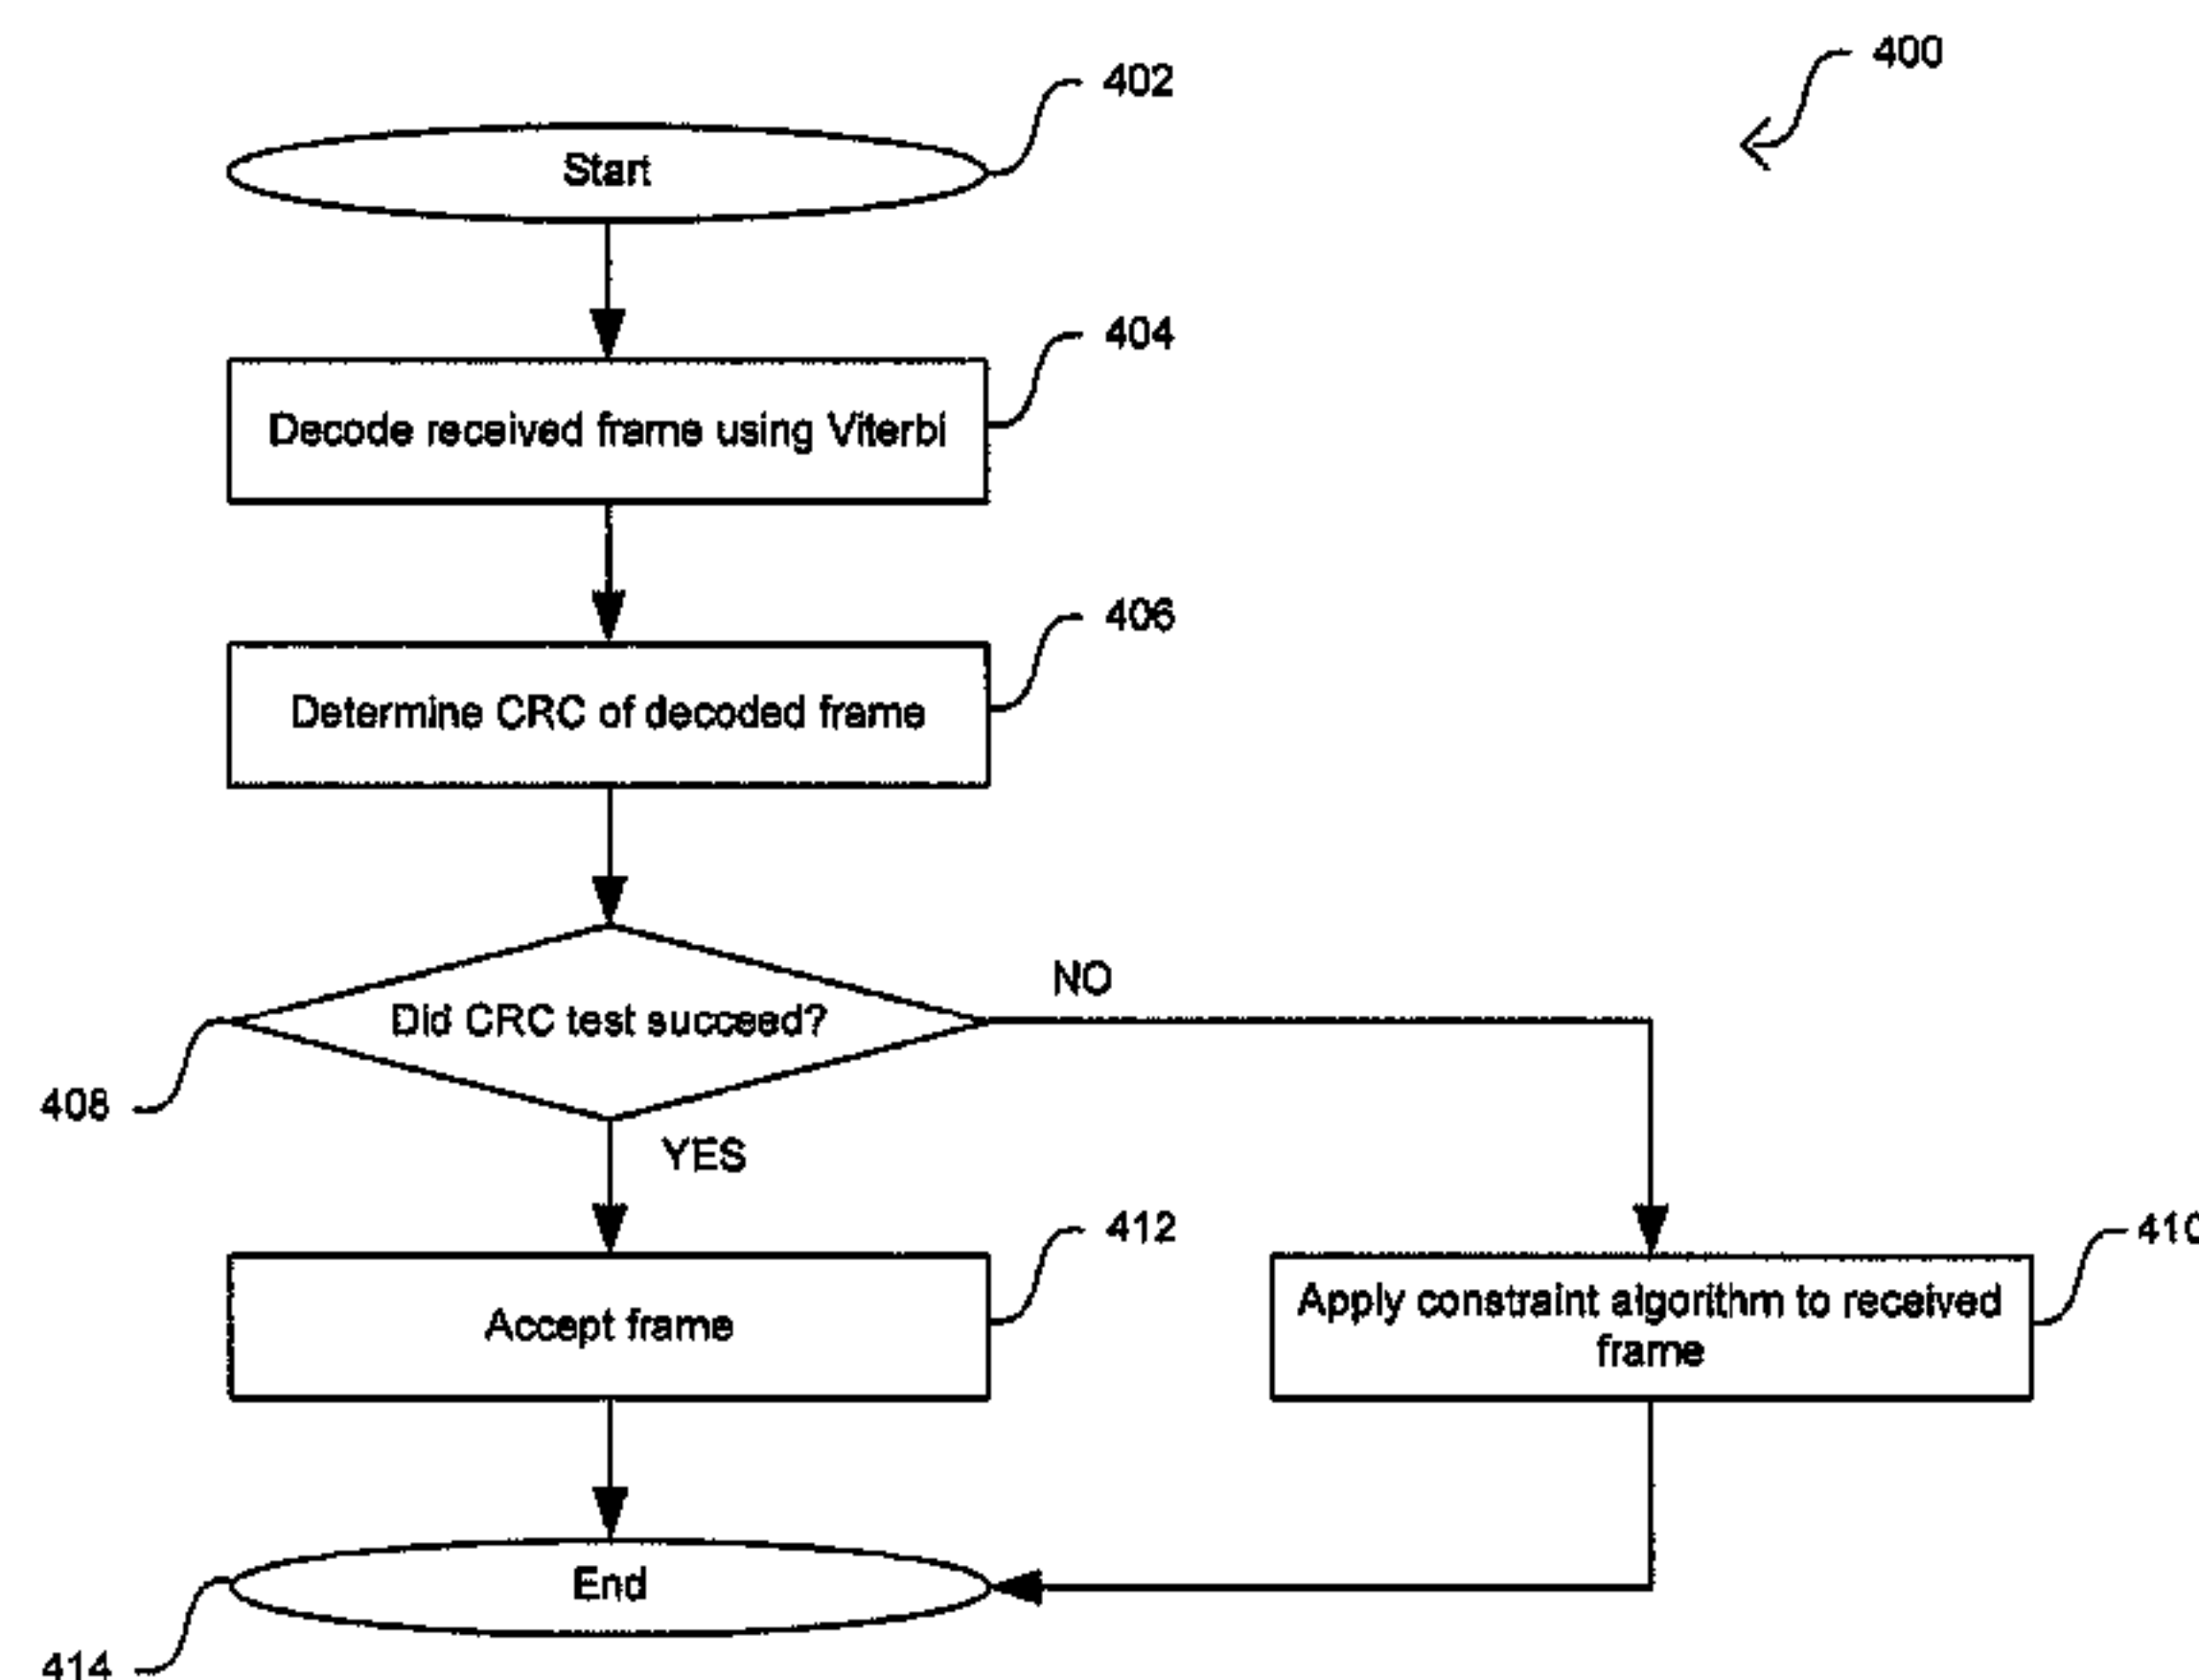 400
402
Start
404
Decode received frame using Viterbi
406
Determine CRC of decoded frame
Did CRC test succeed?
NO
408
YES
412
410
Accept frame
Apply constraint algorithm to received
frame
End
414